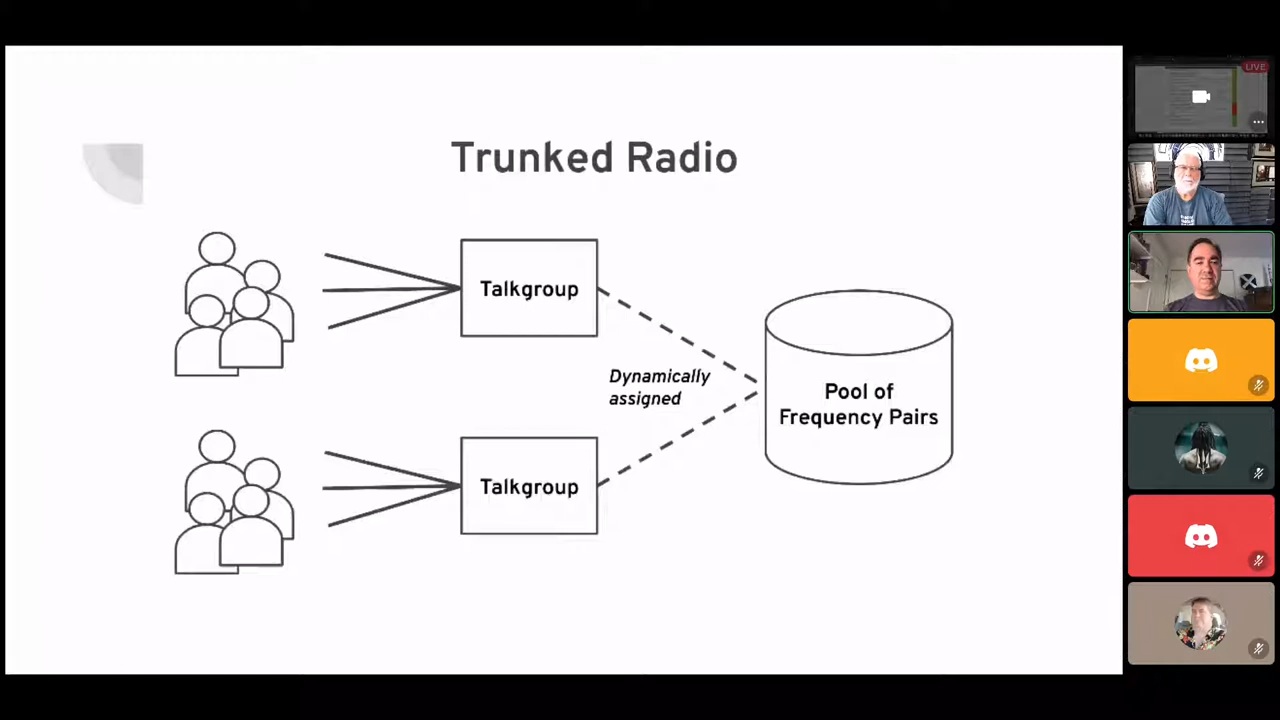 Trunked Radio
LIVE
Talkgroup
Dynamically
assigned
Pool of
Frequency Pairs
Talkgroup